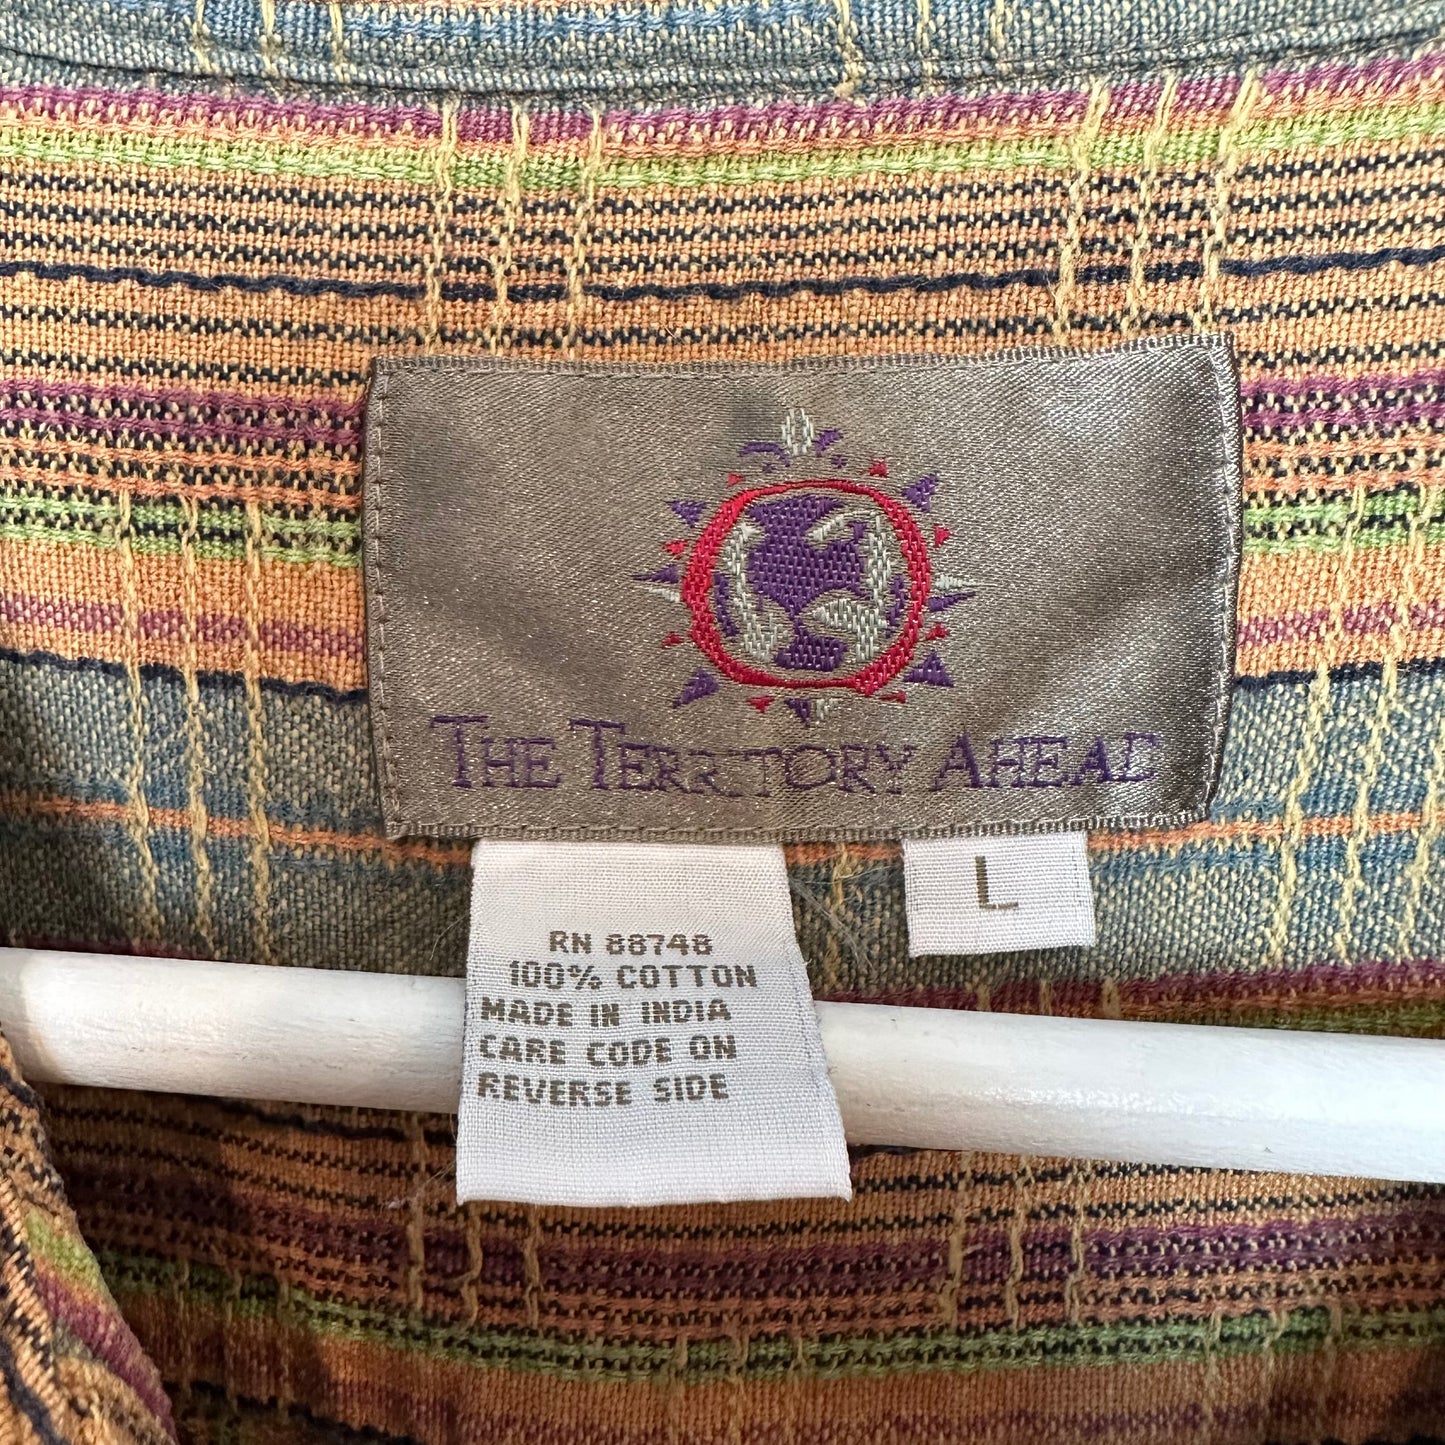 THE TERRITORY AHEAD
L
RN 88748
100% COTTON
MADE IN INDIA
CARE CODE ON
REVERSE SIDE